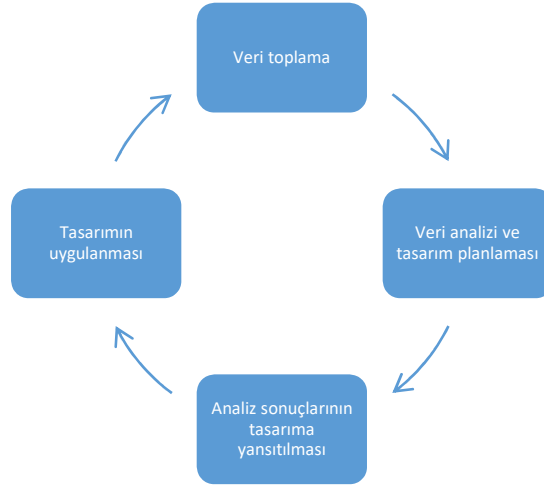 Veri toplama
Veri analizi ve
tasarım planlaması
Analiz sonuçlarının
tasarıma
yansıtılması
Tasarımın
uygulanması